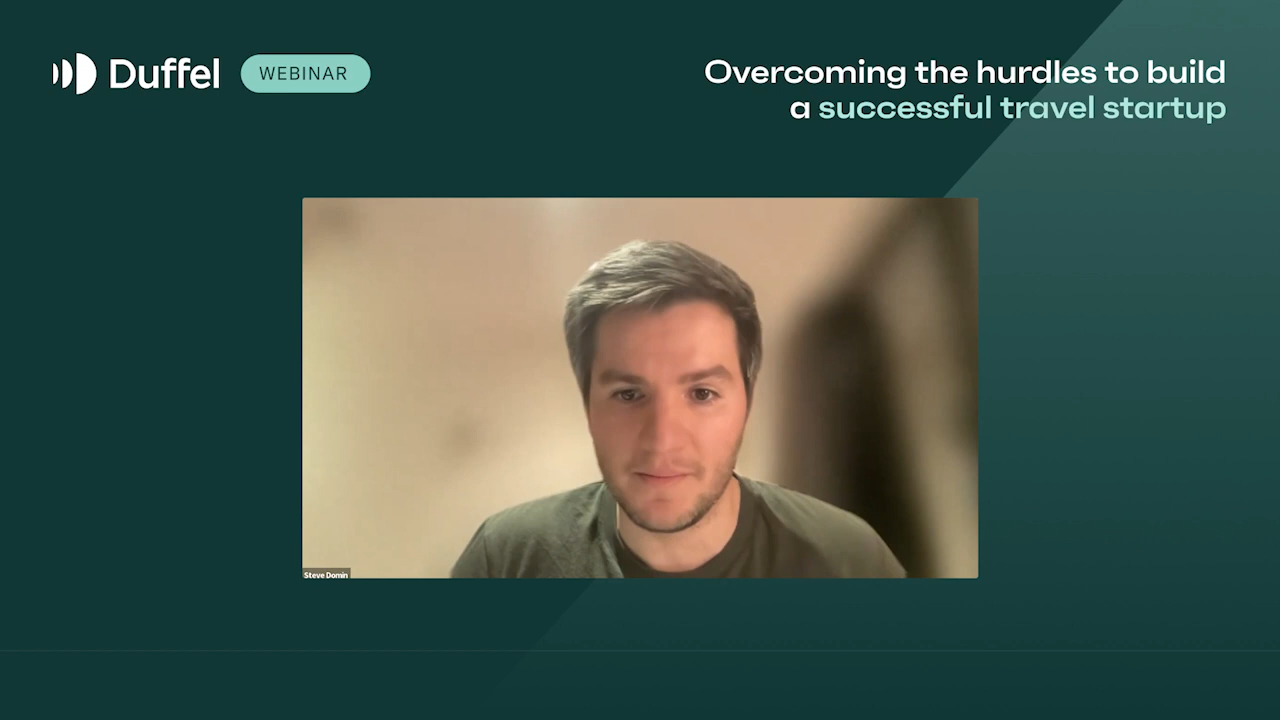 Duffel
WEBINAR
Overcoming the hurdles to build
a successful travel startup
Steve Domin